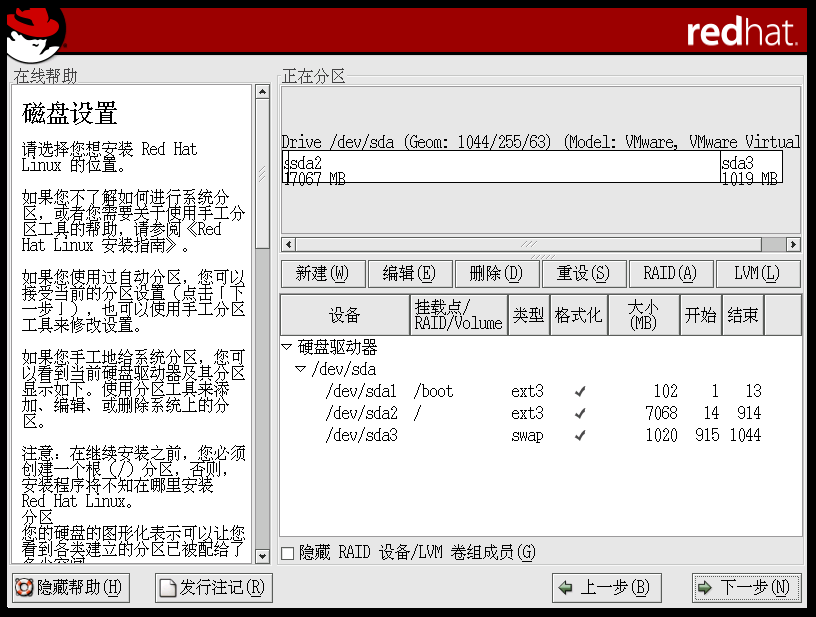 redhat.
在线帮助
磁盘设置
请选择您想安装 Red Hat
Linux 的位置。
如果您不了解如何进行系统分
区，或者您需要关于使用手工分
区工具的帮助，请参阅《Red
Hat Linux 安装指南》。
如果您使用过自动分区，您可以
接受当前的分区设置（点击「下
一步」），也可以使用手工分区
工具来修改设置。
如果您手工地给系统分区，您可
以看到当前硬盘驱动器及其分区
显示如下。使用分区工具来添
加、编辑、或删除系统上的分
区。
注意：在继续安装之前，您必须
创建一个根（/）分区，否则，
安装程序将不知在哪里安装
Red Hat Linux。
分区
您的硬盘的图形化表示可以让您
看到各类建立的分区已被配给了
正在分区
Drive /dev/sda (Geom: 1044/255/63) (Model: VMware, VMware Virtual
sda2
7067 MB
sda3
1019 MB
新建(W)
编辑(E)
删除(D)
重设(S)
RAID(A)
LVM(L)
设备 挂载点/RAID/Volume 类型 格式化 大小(MB) 开始 结束
硬盘驱动器
/dev/sda
/dev/sda1 /boot ext3 ✓ 102 1 13
/dev/sda2 / ext3 ✓ 7068 14 914
/dev/sda3 swap ✓ 1020 915 1044
隐藏 RAID 设备/LVM 卷组成员(G)
隐藏帮助(H)
发行注记(R)
上一步(B)
下一步(N)